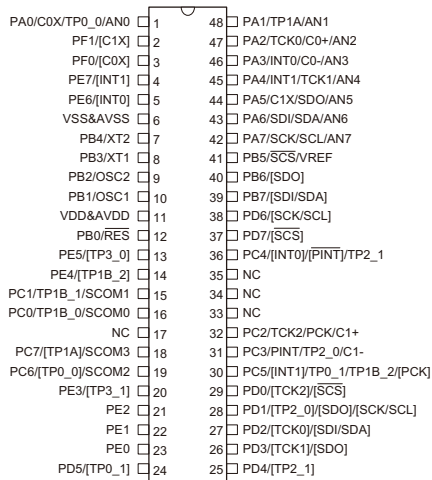 PA0/C0X/TP0_0/AN0 1 48 PA1/TP1A/AN1
PF1/[C1X] 2 47 PA2/TCK0/C0+/AN2
PF0/[C0X] 3 46 PA3/INT0/C0-/AN3
PE7/[INT1] 4 45 PA4/INT1/TCK1/AN4
PE6/[INT0] 5 44 PA5/C1X/SDO/AN5
VSS&AVSS 6 43 PA6/SDI/SDA/AN6
PB4/XT2 7 42 PA7/SCK/SCL/AN7
PB3/XT1 8 41 PB5/SCS/VREF
PB2/OSC2 9 40 PB6/[SDO]
PB1/OSC1 10 39 PB7/[SDI/SDA]
VDD&AVDD 11 38 PD6/[SCK/SCL]
PB0/RES 12 37 PD7/[SCS]
PE5/[TP3_0] 13 36 PC4/[INT0]/[PINT]/TP2_1
PE4/[TP1B_2] 14 35 NC
PC1/TP1B_1/SCOM1 15 34 NC
PC0/TP1B_0/SCOM0 16 33 NC
NC 17 32 PC2/TCK2/PCK/C1+
PC7/[TP1A]/SCOM3 18 31 PC3/PINT/TP2_0/C1-
PC6/[TP0_0]/SCOM2 19 30 PC5/[INT1]/TP0_1/TP1B_2/[PCK]
PE3/[TP3_1] 20 29 PD0/[TCK2]/[SCS]
PE2 21 28 PD1/[TP2_0]/[SDO]/[SCK/SCL]
PE1 22 27 PD2/[TCK0]/[SDI/SDA]
PE0 23 26 PD3/[TCK1]/[SDO]
PD5/[TP0_1] 24 25 PD4/[TP2_1]